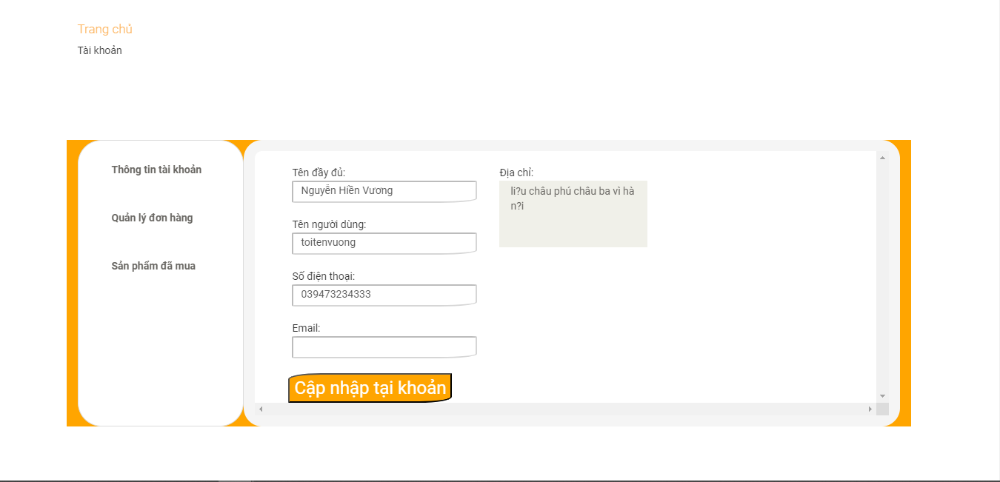 Trang chủ
Tài khoản
Thông tin tài khoản
Quản lý đơn hàng
Sản phẩm đã mua
Tên đầy đủ:
Nguyễn Hiền Vương
Tên người dùng:
toitenvuong
Số điện thoại:
039473234333
Email:
Cập nhập tại khoản
Địa chỉ:
li?u châu phú châu ba vì hà
n?i